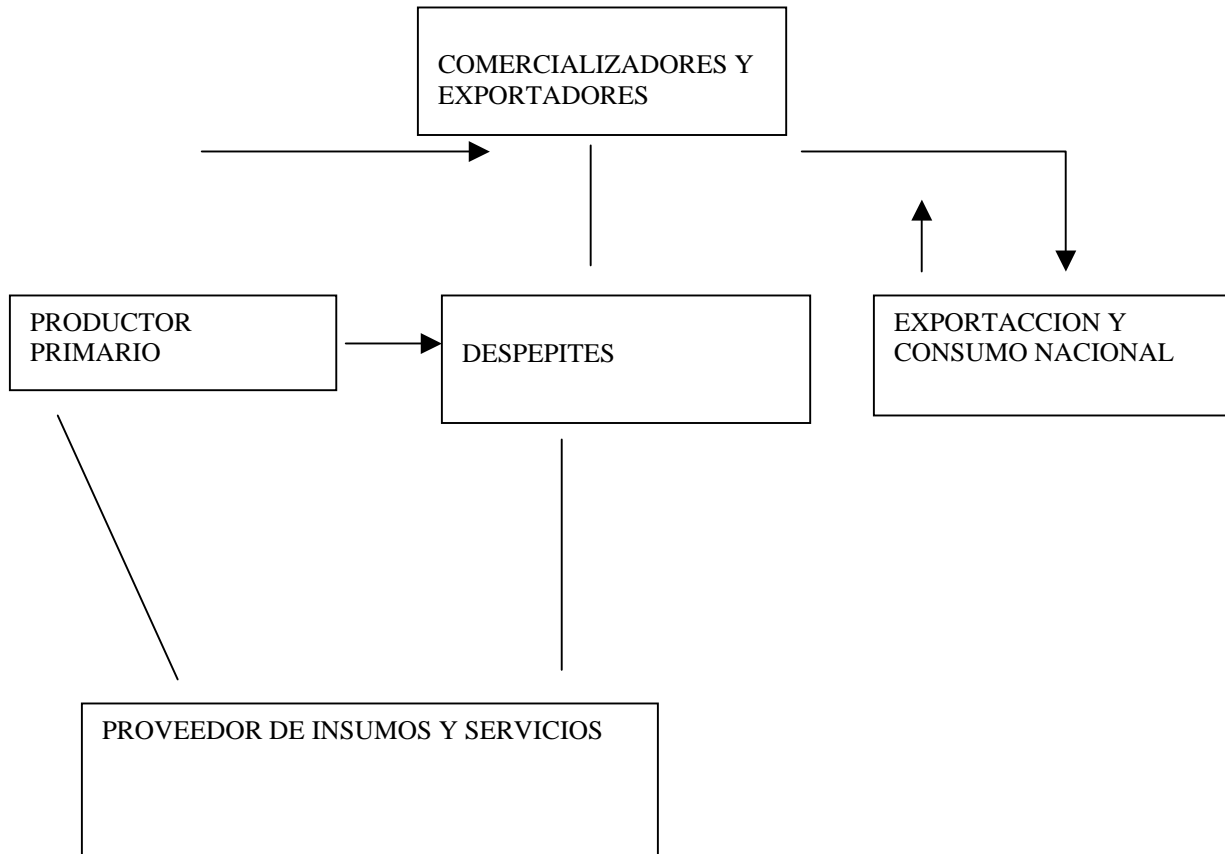 COMERCIALIZADORES Y
EXPORTADORES
PRODUCTOR
PRIMARIO
DESPEPITES
EXPORTACCION Y
CONSUMO NACIONAL
PROVEEDOR DE INSUMOS Y SERVICIOS